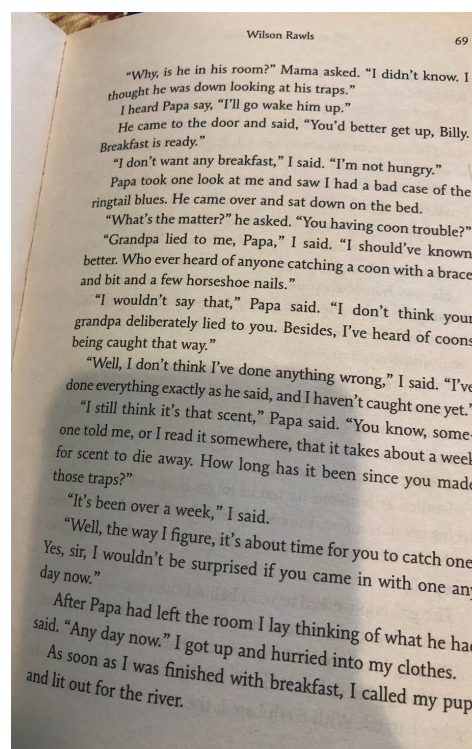 Wilson Rawls 69
“Why, is he in his room?” Mama asked. “I didn’t know. I
thought he was down looking at his traps.”
I heard Papa say, “I’ll go wake him up.”
He came to the door and said, “You’d better get up, Billy.
Breakfast is ready.”
“I don’t want any breakfast,” I said. “I’m not hungry.”
Papa took one look at me and saw I had a bad case of the
ringtail blues. He came over and sat down on the bed.
“What’s the matter?” he asked. “You having coon trouble?”
“Grandpa lied to me, Papa,” I said. “I should’ve known
better. Who ever heard of anyone catching a coon with a brace
and bit and a few horseshoe nails.”
“I wouldn’t say that,” Papa said. “I don’t think your
grandpa deliberately lied to you. Besides, I’ve heard of coons
being caught that way.”
“Well, I don’t think I’ve done anything wrong,” I said. “I’ve
done everything exactly as he said, and I haven’t caught one yet.”
“I still think it’s that scent,” Papa said. “You know, some-
one told me, or I read it somewhere, that it takes about a week
for scent to die away. How long has it been since you made
those traps?”
“It’s been over a week,” I said.
“Well, the way I figure, it’s about time for you to catch one
Yes, sir, I wouldn’t be surprised if you came in with one any
day now.”
After Papa had left the room I lay thinking of what he had
said. “Any day now.” I got up and hurried into my clothes.
As soon as I was finished with breakfast, I called my pup
and lit out for the river.